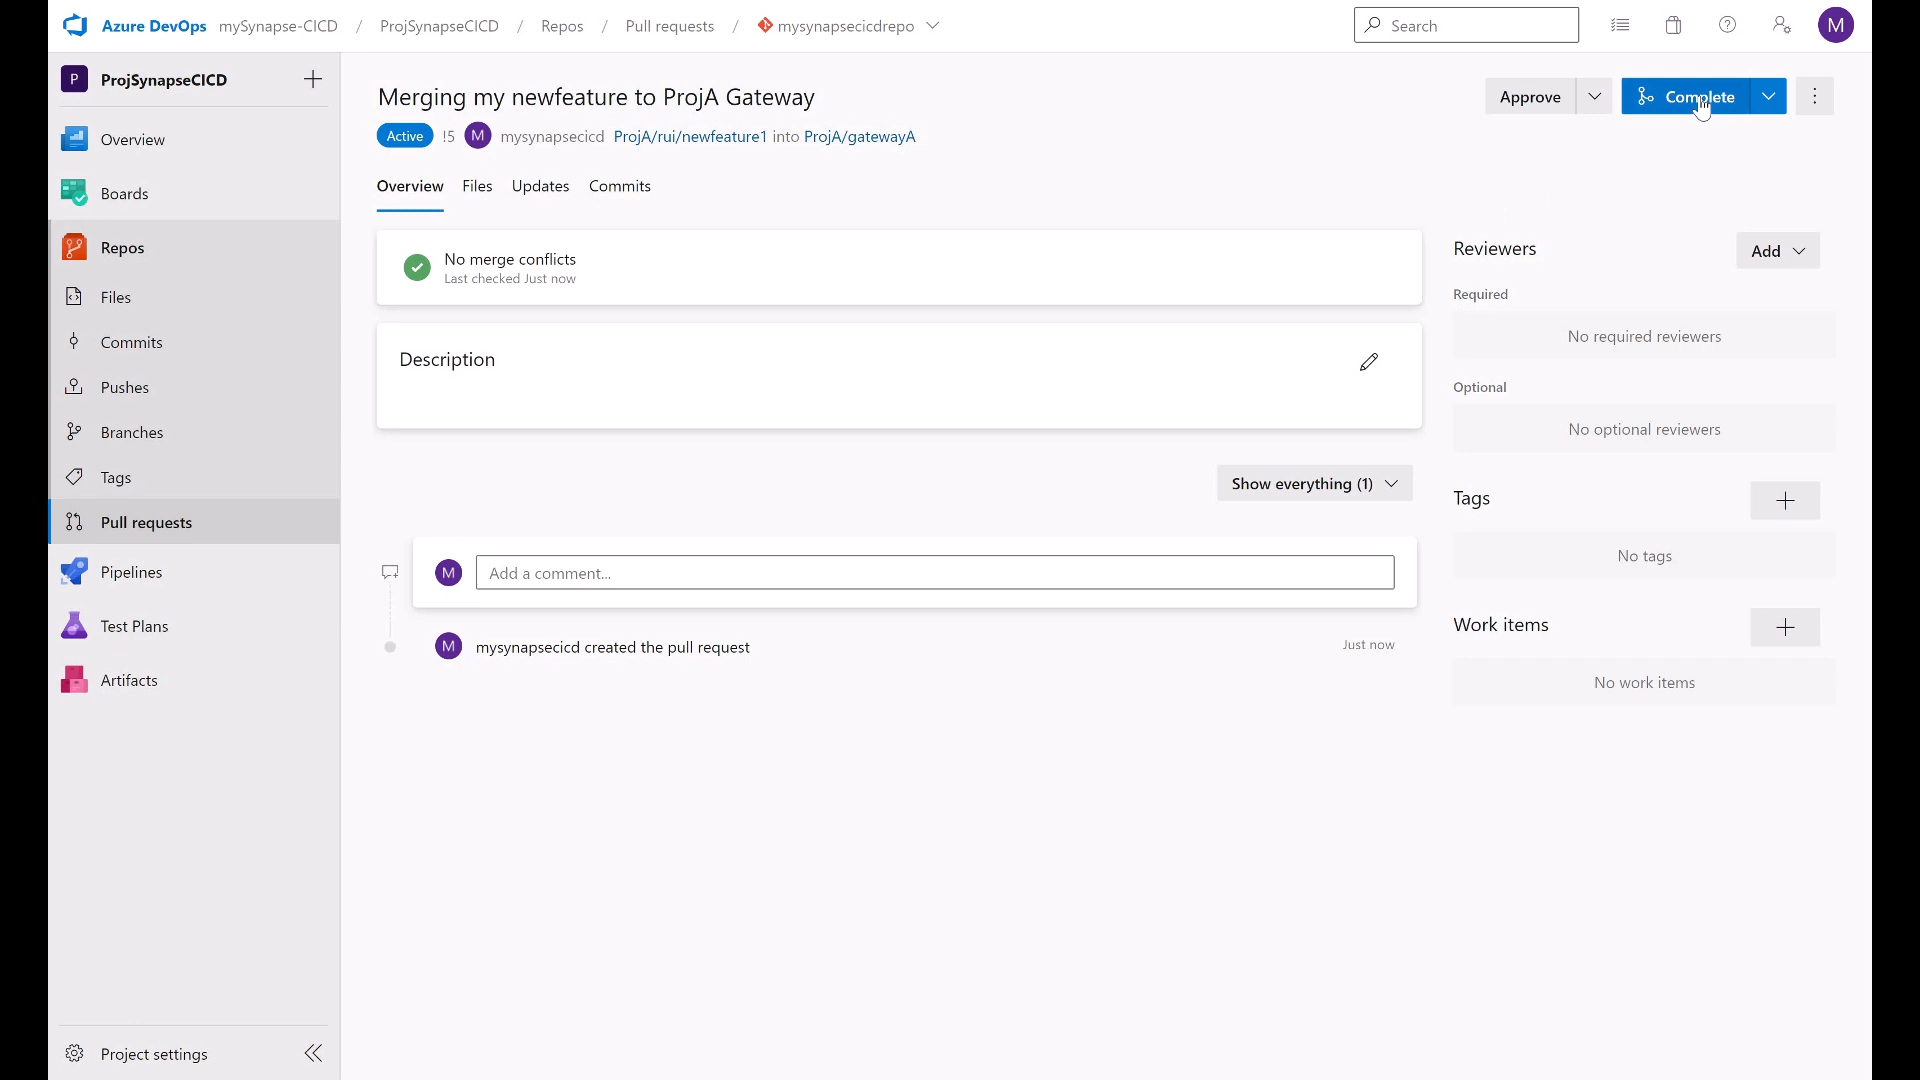 Azure DevOps mySynapse-CICD / ProjSynapseCICD / Repos / Pull requests / mysynapsecicdrepo
Search
M
P ProjSynapseCICD
Overview
Boards
Repos
Files
Commits
Pushes
Branches
Tags
Pull requests
Pipelines
Test Plans
Artifacts
Project settings
Merging my newfeature to ProjA Gateway
Approve
Complete
Active !5 M mysynapsecicd ProjA/rui/newfeature1 into ProjA/gatewayA
Overview Files Updates Commits
No merge conflicts
Last checked Just now
Description
Show everything (1)
M Add a comment...
M mysynapsecicd created the pull request Just now
Reviewers Add
Required
No required reviewers
Optional
No optional reviewers
Tags
No tags
Work items
No work items